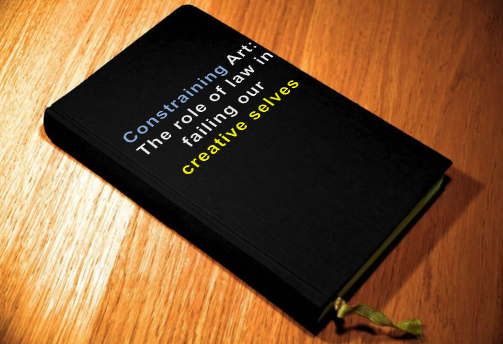 Constraining Art:
The role of law in
failing our
creative selves